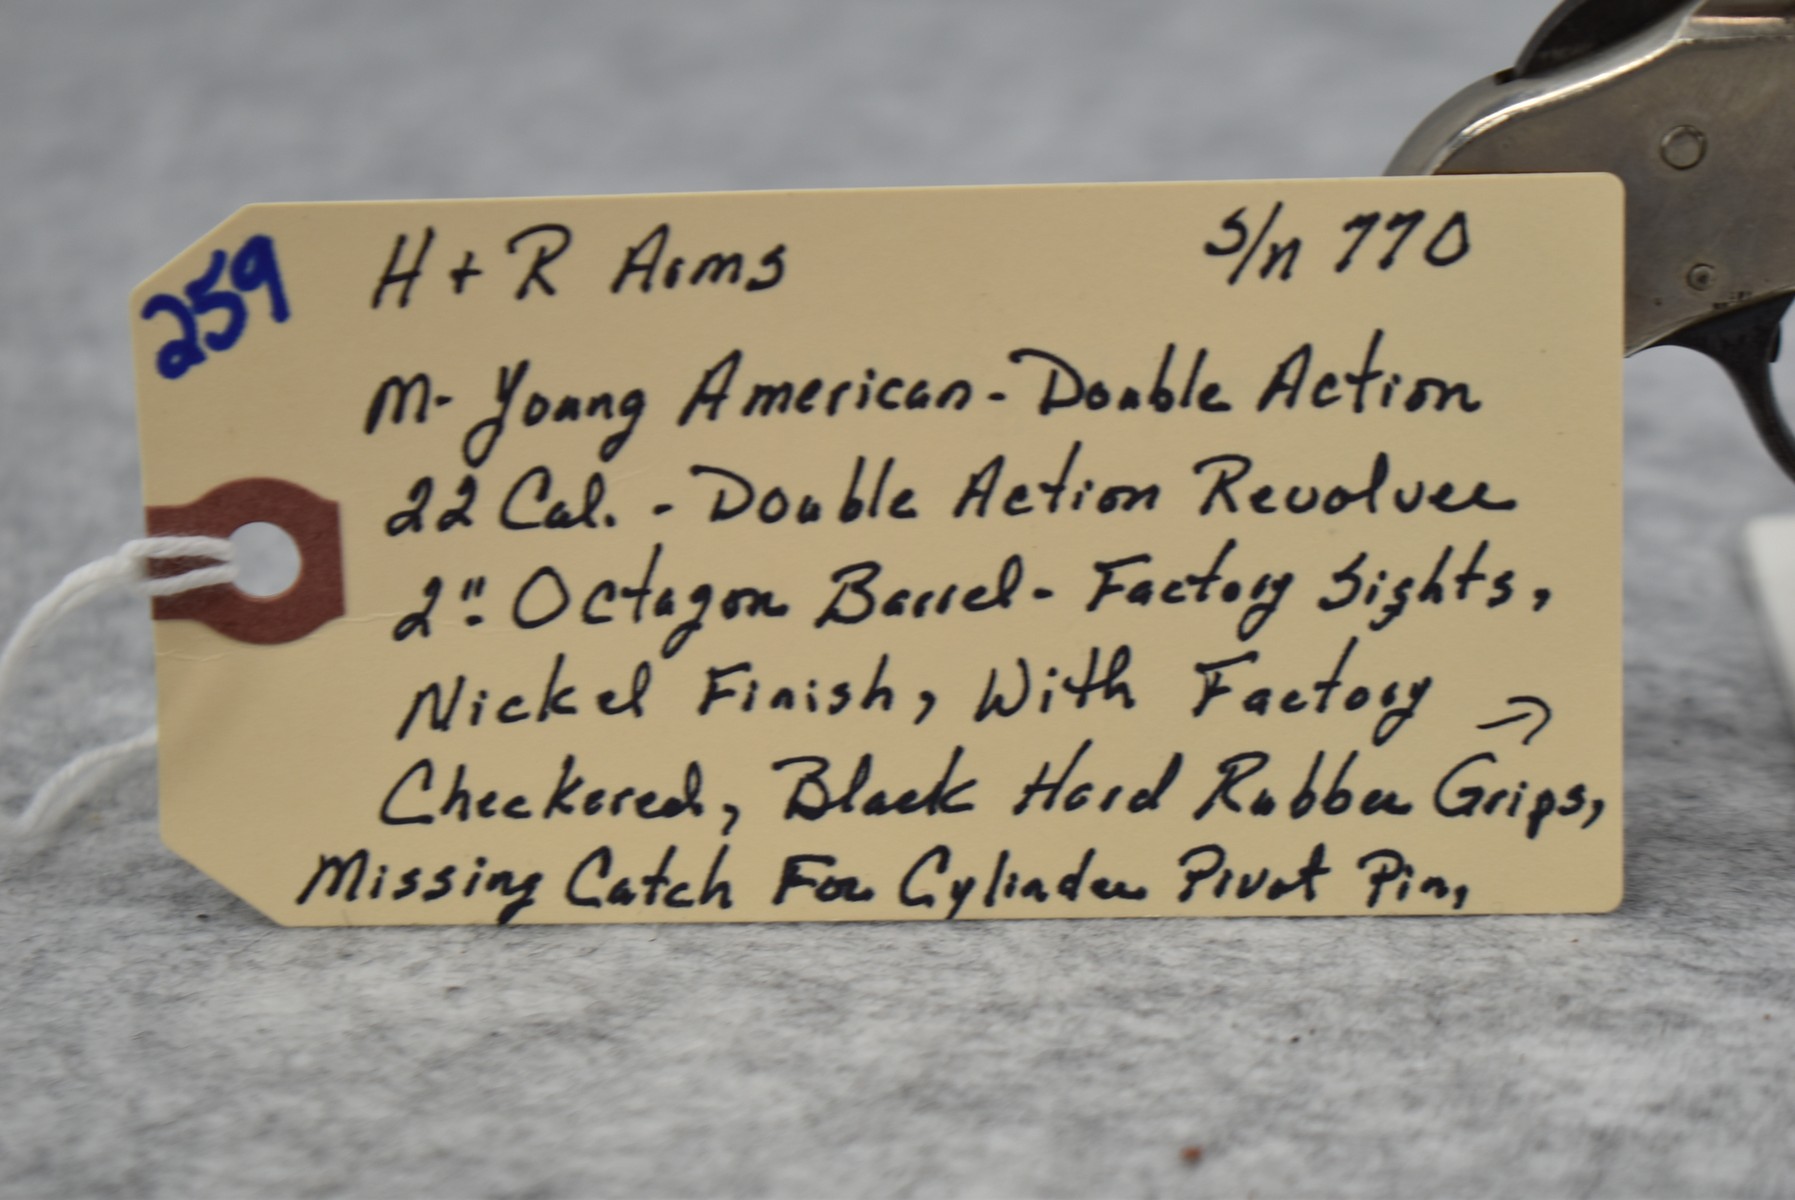 259
H + R Arms S/n 770
M- Young American - Double Action
22 Cal. - Double Action Revolver
2" Octagon Barrel - Factory Sights,
Nickel Finish, With Factory →
Checkered, Black Hard Rubber Grips,
Missing Catch For Cylinder Pivot Pin,